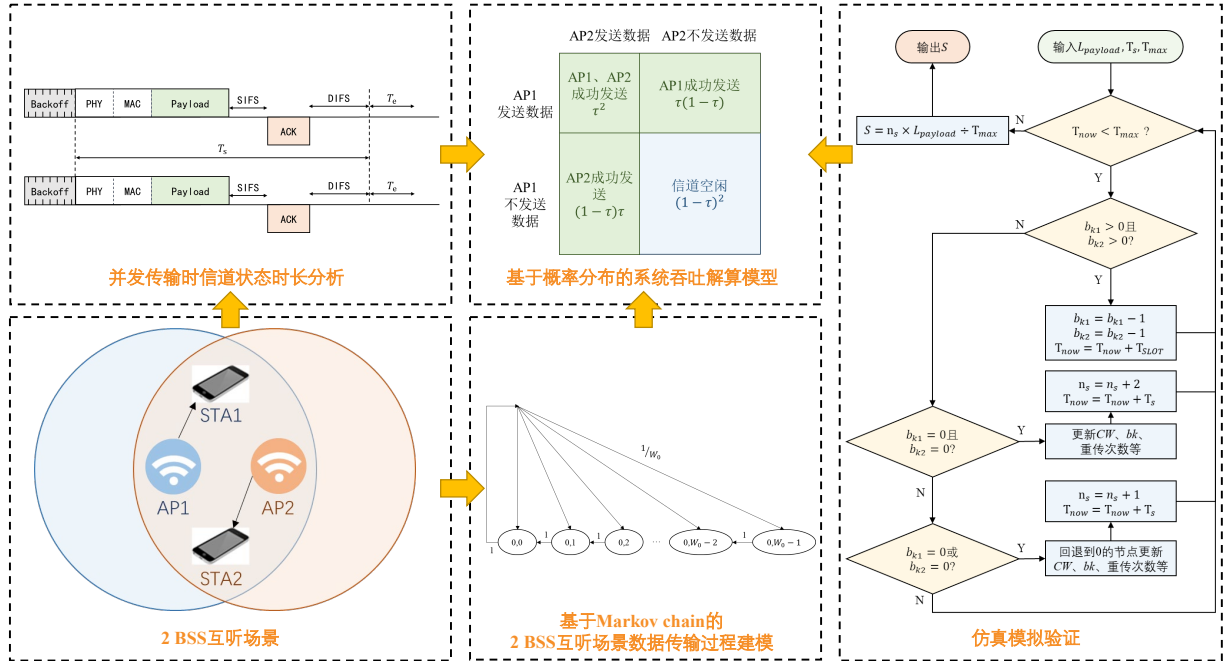 Backoff PHY MAC Payload SIFS DIFS Tₑ
ACK
Tₛ
Backoff PHY MAC Payload SIFS DIFS Tₑ
ACK
并发传输时信道状态时长分析
AP2发送数据 AP2不发送数据
AP1
发送数据
AP1、AP2
成功发送
τ²
AP1成功发送
τ(1 − τ)
AP1
不发送
数据
AP2成功发
送
(1 − τ)τ
信道空闲
(1 − τ)²
基于概率分布的系统吞吐解算模型
STA1
AP1
AP2
STA2
2 BSS互听场景
1/W₀
0,0 1 0,1 1 0,2 1 ⋯ 0,W₀ − 2 1 0,W₀ − 1
1
基于Markov chain的
2 BSS互听场景数据传输过程建模
输出S
输入L_payload, Tₛ, T_max
S = nₛ × L_payload ÷ T_max
N
T_now < T_max ?
Y
N
b_k1 > 0且
b_k2 > 0?
Y
b_k1 = b_k1 − 1
b_k2 = b_k2 − 1
T_now = T_now + T_SLOT
nₛ = nₛ + 2
T_now = T_now + Tₛ
b_k1 = 0且
b_k2 = 0?
Y
更新CW、bk、
重传次数等
N
nₛ = nₛ + 1
T_now = T_now + Tₛ
b_k1 = 0或
b_k2 = 0?
Y
回退到0的节点更新
CW、bk、重传次数等
N
仿真模拟验证